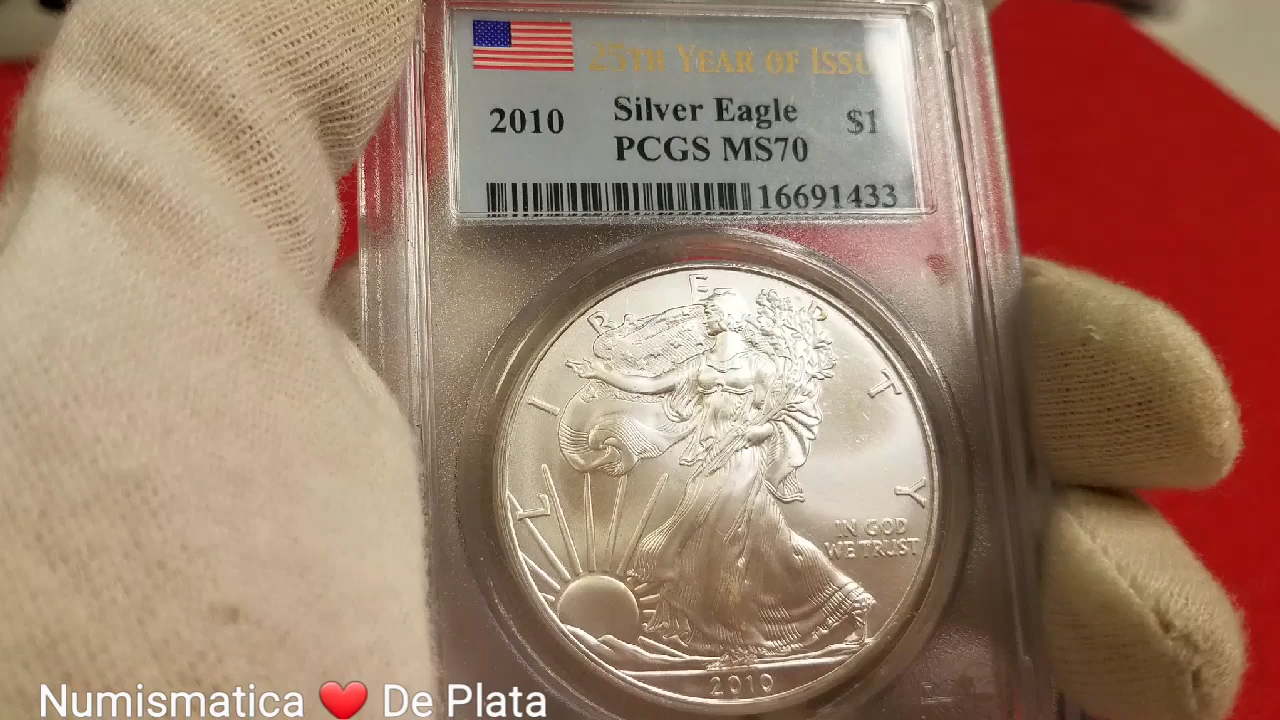 25TH YEAR OF ISSU
2010 Silver Eagle $1
PCGS MS70
16691433
LIBERTY
IN GOD
WE TRUST
2010
Numismatica ❤️ De Plata